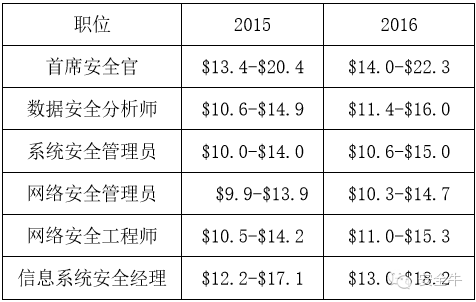 职位 2015 2016
首席安全官 $13.4-$20.4 $14.0-$22.3
数据安全分析师 $10.6-$14.9 $11.4-$16.0
系统安全管理员 $10.0-$14.0 $10.6-$15.0
网络安全管理员 $9.9-$13.9 $10.3-$14.7
网络安全工程师 $10.5-$14.2 $11.0-$15.3
信息系统安全经理 $12.2-$17.1